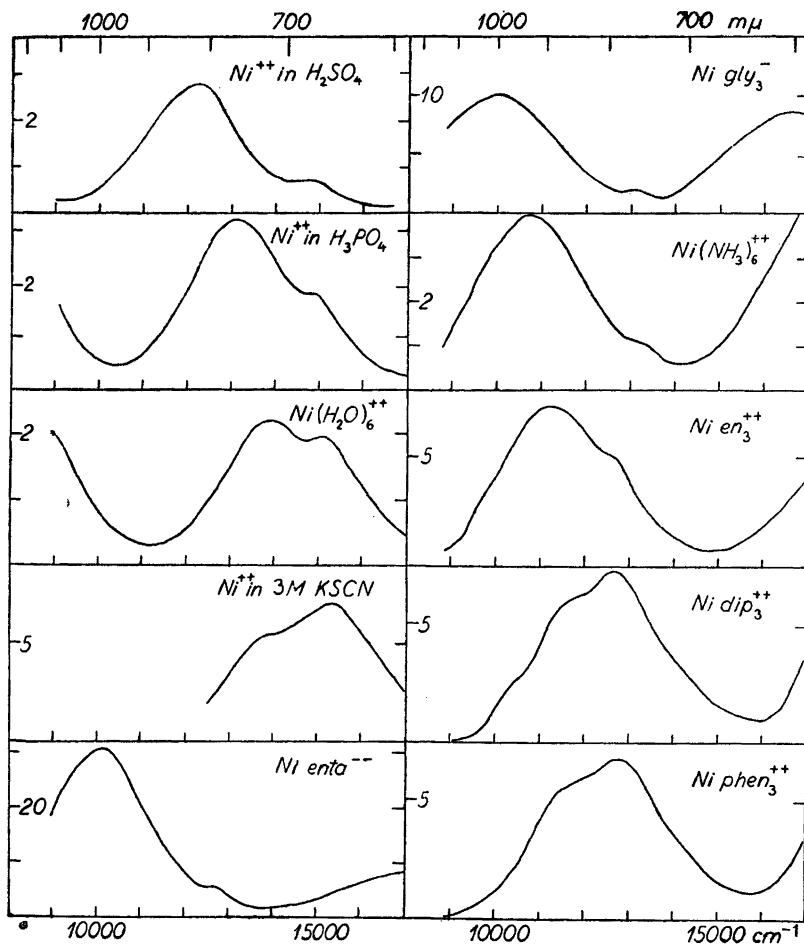 1000 700 1000 700 mμ
Ni⁺⁺ in H₂SO₄
2
Ni gly₃⁻
10
Ni⁺⁺ in H₃PO₄
2
Ni(NH₃)₆⁺⁺
2
Ni(H₂O)₆⁺⁺
2
Ni en₃⁺⁺
5
Ni⁺⁺ in 3M KSCN
5
Ni dip₃⁺⁺
5
Ni enta⁻⁻
20
Ni phen₃⁺⁺
5
10000 15000 10000 15000 cm⁻¹